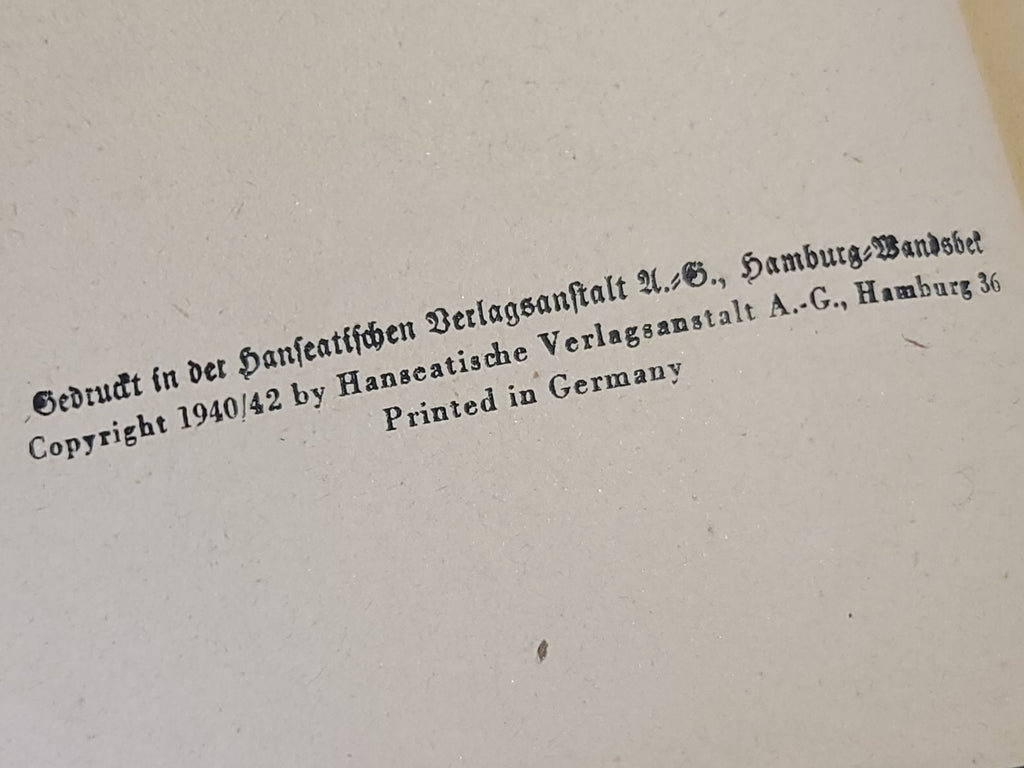 Gedruckt in der Hanseatischen Verlagsanstalt A.-G., Hamburg-Wandsbek
Copyright 1940/42 by Hanseatische Verlagsanstalt A.-G., Hamburg 36
Printed in Germany